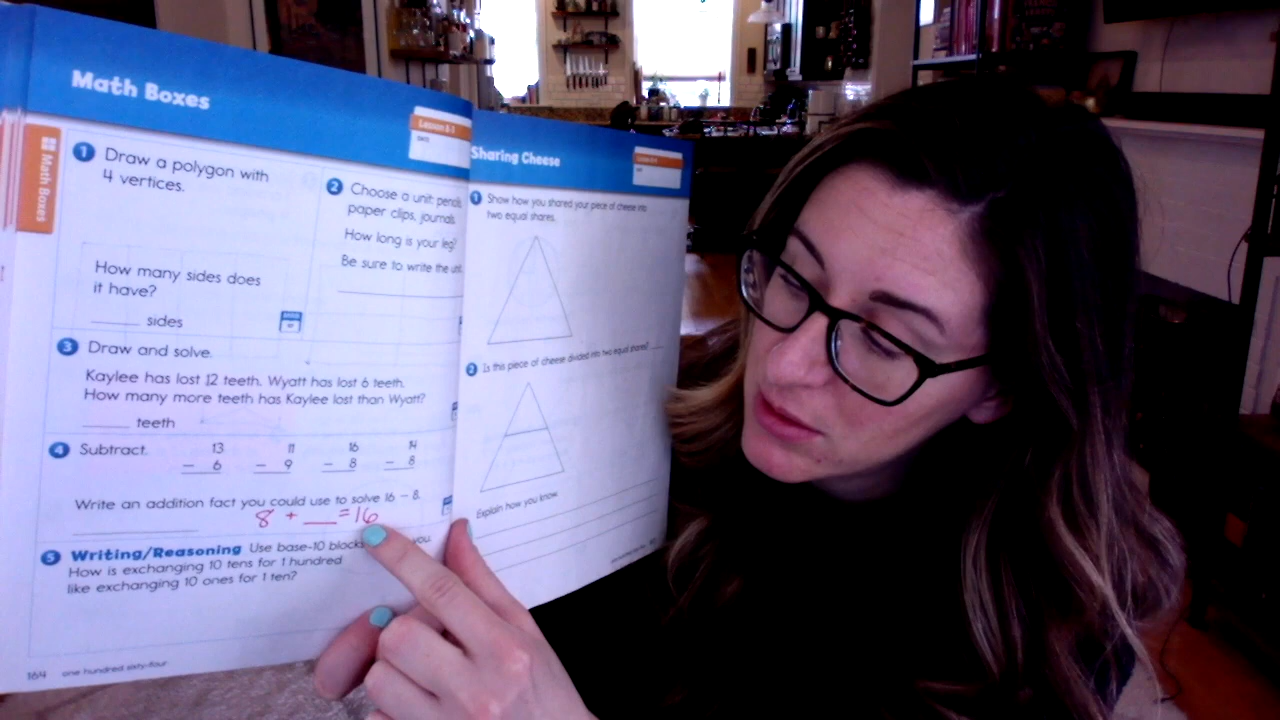 Math Boxes
Lesson 8-1
DATE
Math Boxes
1 Draw a polygon with
4 vertices.
How many sides does
it have?
______ sides
2 Choose a unit: pencils,
paper clips, journals.
How long is your leg?
Be sure to write the unit.
3 Draw and solve.
Kaylee has lost 12 teeth. Wyatt has lost 6 teeth.
How many more teeth has Kaylee lost than Wyatt?
______ teeth
4 Subtract.
13 11 16 14
- 6 - 9 - 8 - 8
Write an addition fact you could use to solve 16 – 8.
8 + ___ = 16
5 Writing/Reasoning Use base-10 blocks you.
How is exchanging 10 tens for 1 hundred
like exchanging 10 ones for 1 ten?
164 one hundred sixty-four
Sharing Cheese
1 Show how you shared your piece of cheese into
two equal shares.
2 Is this piece of cheese divided into two equal shares? ___
Explain how you know.